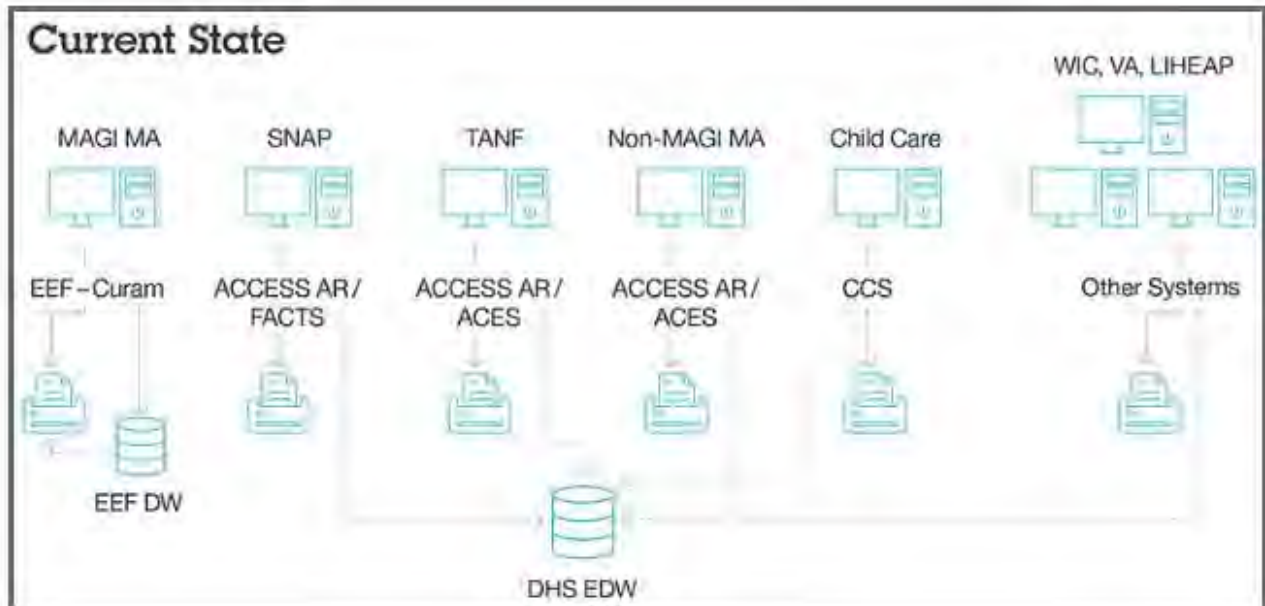 Current State
WIC, VA, LIHEAP
MAGI MA
SNAP
TANF
Non-MAGI MA
Child Care
EEF–Curam
ACCESS AR/
FACTS
ACCESS AR/
ACES
ACCESS AR/
ACES
CCS
Other Systems
EEF DW
DHS EDW